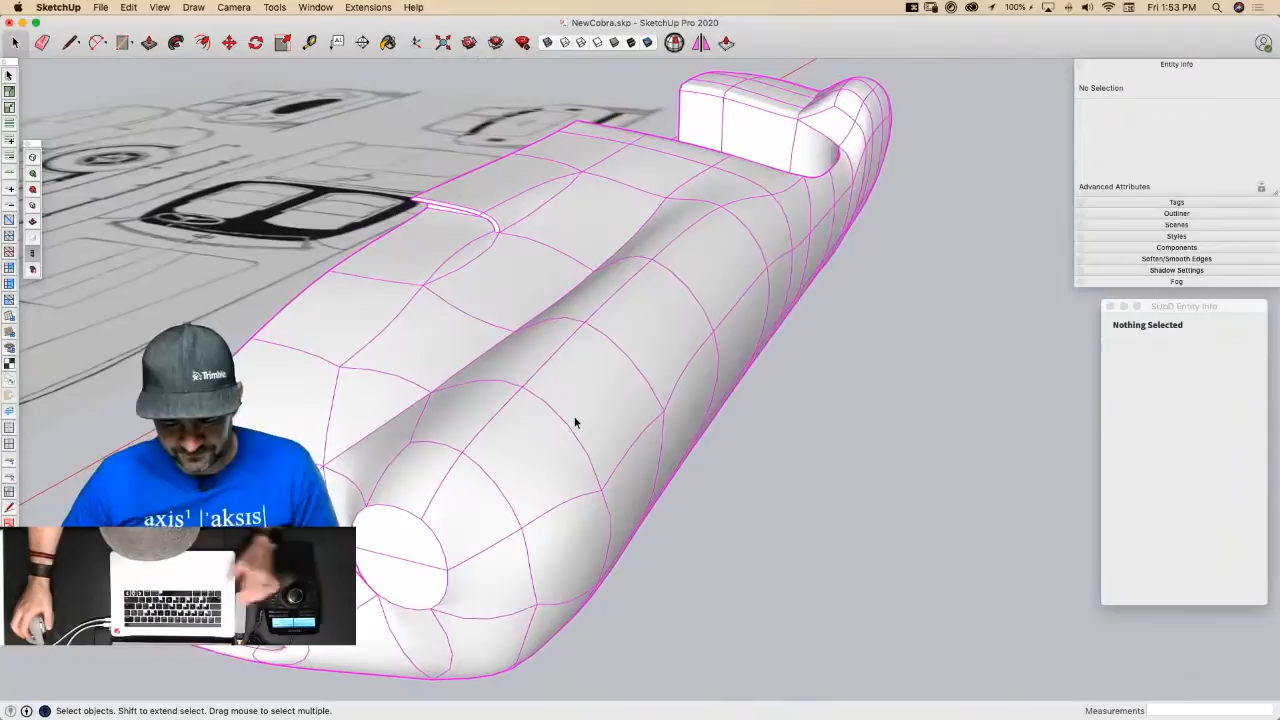 SketchUp File Edit View Draw Camera Tools Window Extensions Help
100% Fri 1:53 PM
NewCobra.skp - SketchUp Pro 2020
Entity Info
No Selection
Advanced Attributes
Tags
Outliner
Scenes
Styles
Components
Soften/Smooth Edges
Shadow Settings
Fog
SUbD Entity Info
Nothing Selected
Trimble
axis¹ |ˈaksɪs|
Select objects. Shift to extend select. Drag mouse to select multiple.
Measurements